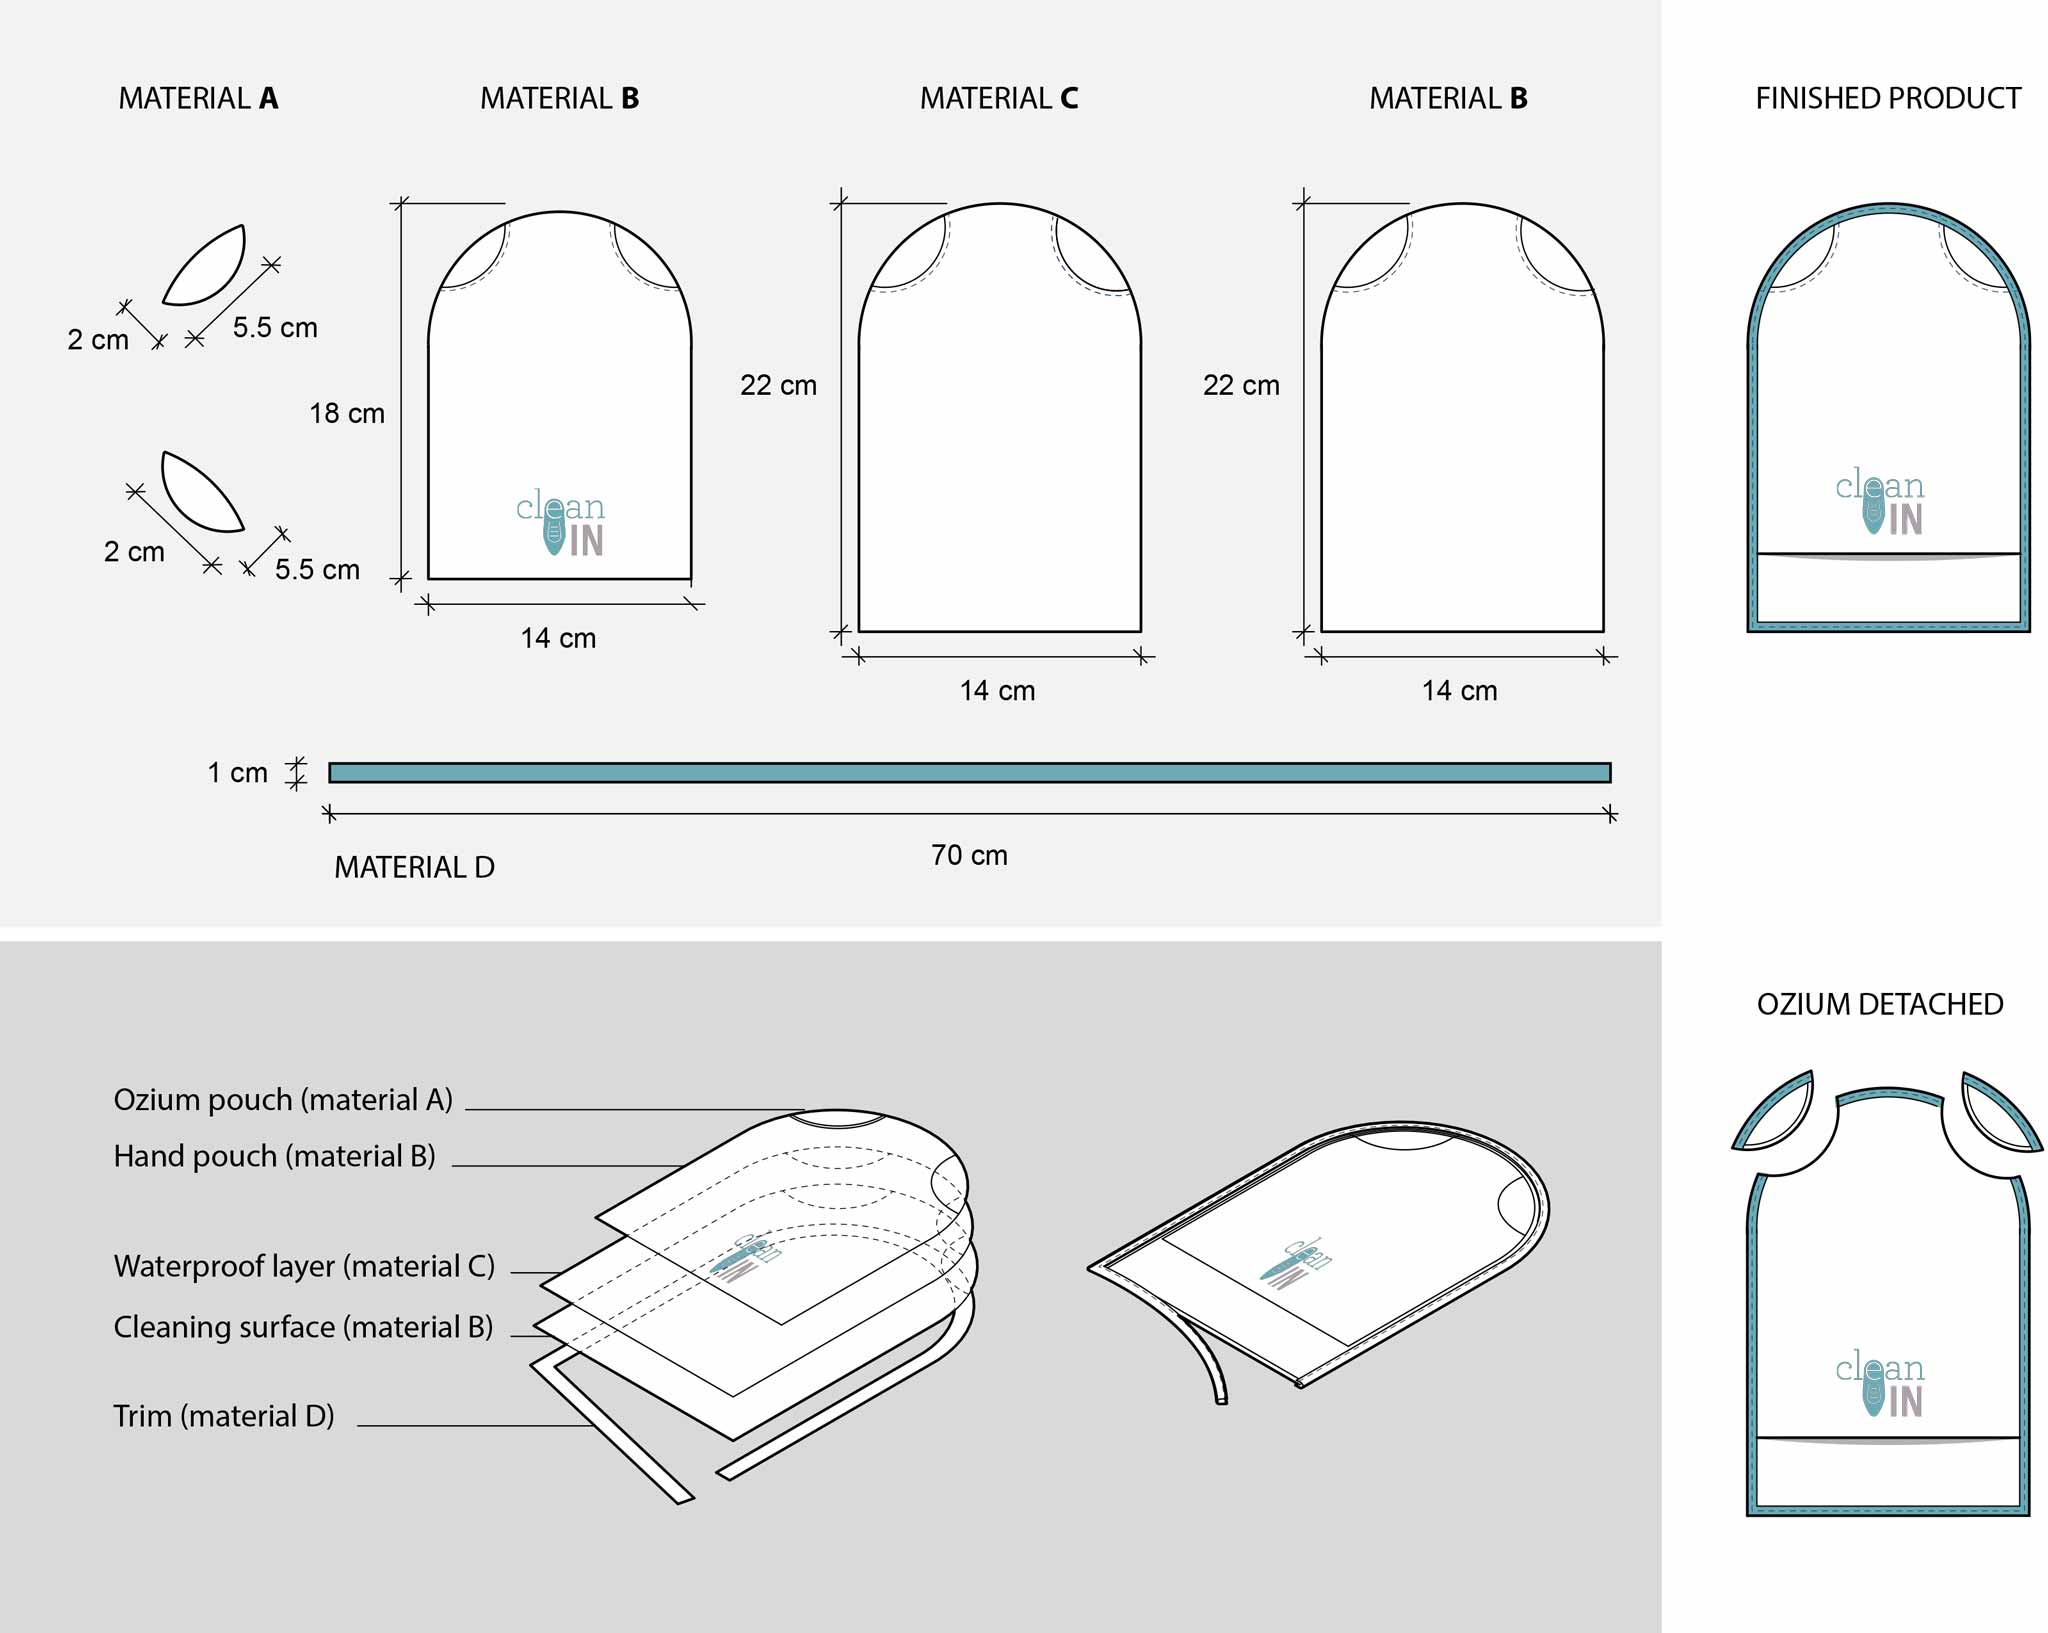 MATERIAL A
MATERIAL B
MATERIAL C
MATERIAL B
FINISHED PRODUCT
2 cm
5.5 cm
2 cm
5.5 cm
18 cm
clean
IN
14 cm
22 cm
14 cm
22 cm
14 cm
clean
IN
1 cm
70 cm
MATERIAL D
OZIUM DETACHED
Ozium pouch (material A)
Hand pouch (material B)
Waterproof layer (material C)
Cleaning surface (material B)
Trim (material D)
clean
IN
clean
IN
clean
IN